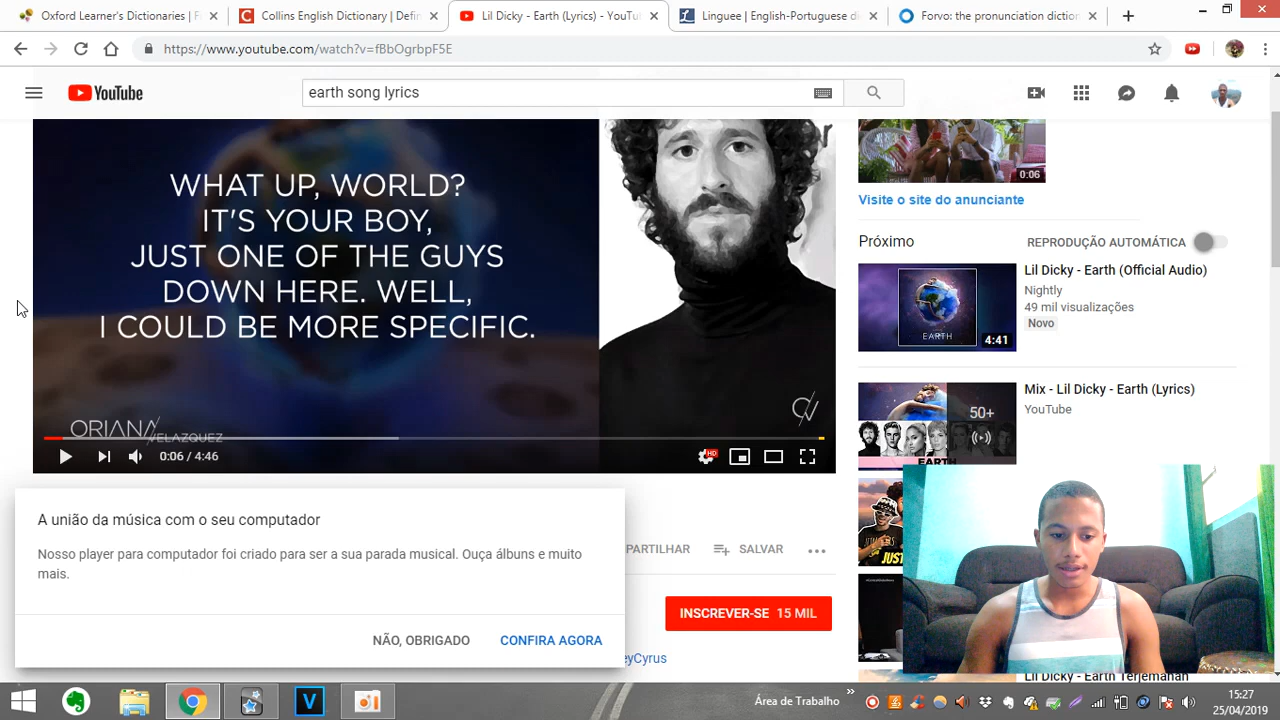 Oxford Learner's Dictionaries | F
Collins English Dictionary | Defin
Lil Dicky - Earth (Lyrics) - YouTu
Linguee | English-Portuguese di
Forvo: the pronunciation diction
https://www.youtube.com/watch?v=fBbOgrbpF5E
YouTube
earth song lyrics
WHAT UP, WORLD?
IT'S YOUR BOY,
JUST ONE OF THE GUYS
DOWN HERE. WELL,
I COULD BE MORE SPECIFIC.
ORIANA
VELAZQUEZ
0:06 / 4:46
HD
0:06
Visite o site do anunciante
Próximo
REPRODUÇÃO AUTOMÁTICA
EARTH
4:41
Lil Dicky - Earth (Official Audio)
Nightly
49 mil visualizações
Novo
50+
EARTH
Mix - Lil Dicky - Earth (Lyrics)
YouTube
JUST
Lil Dicky - Earth Terjemahan
A união da música com o seu computador
Nosso player para computador foi criado para ser a sua parada musical. Ouça álbuns e muito
mais.
NÃO, OBRIGADO
CONFIRA AGORA
PARTILHAR
SALVAR
INSCREVER-SE 15 MIL
eyCyrus
Área de Trabalho
15:27
25/04/2019